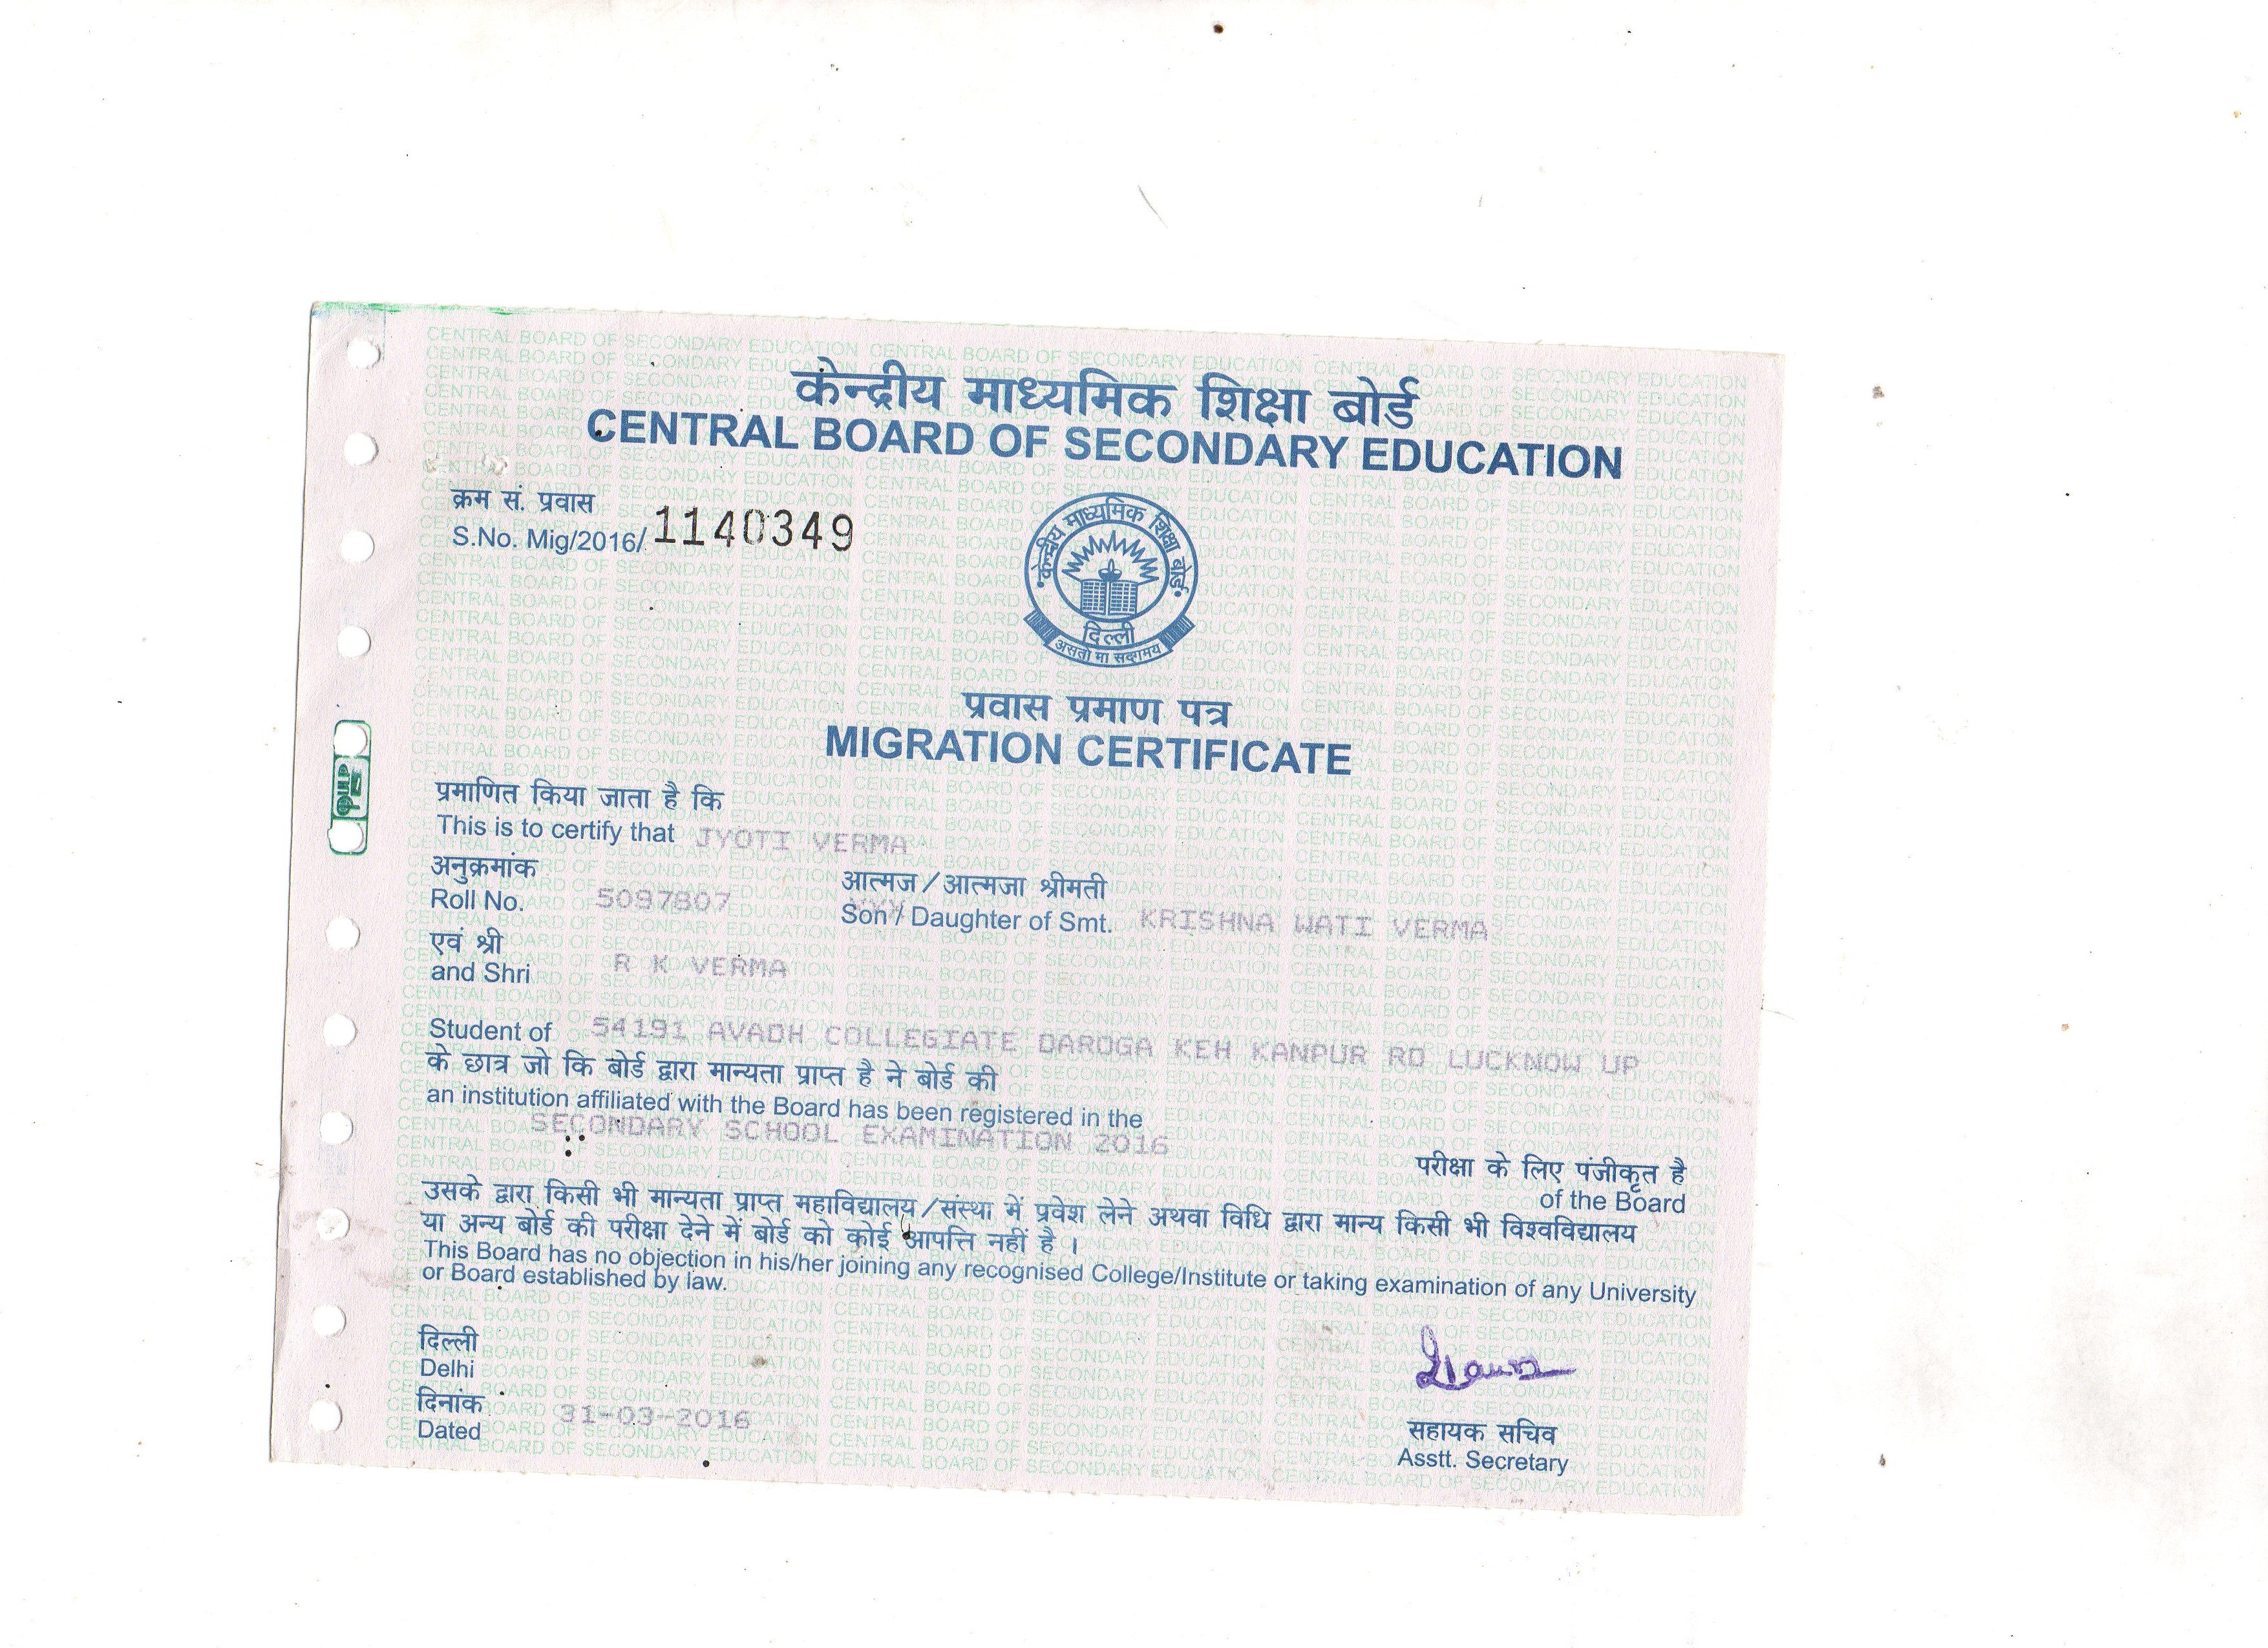 केन्द्रीय माध्यमिक शिक्षा बोर्ड
CENTRAL BOARD OF SECONDARY EDUCATION
क्रम सं. प्रवास
S.No. Mig/2016/ 1140349
केन्द्रीय माध्यमिक शिक्षा बोर्ड
दिल्ली
असतो मा सद्गमय
प्रवास प्रमाण पत्र
MIGRATION CERTIFICATE
प्रमाणित किया जाता है कि
This is to certify that JYOTI VERMA
अनुक्रमांक आत्मज / आत्मजा श्रीमती
Roll No. 5097807 Son / Daughter of Smt. KRISHNA WATI VERMA
एवं श्री
and Shri R K VERMA
Student of 54191 AVADH COLLEGIATE DAROGA KEH KANPUR RD LUCKNOW UP
के छात्र जो कि बोर्ड द्वारा मान्यता प्राप्त है ने बोर्ड की
an institution affiliated with the Board has been registered in the
SECONDARY SCHOOL EXAMINATION 2016
परीक्षा के लिए पंजीकृत है
of the Board
उसके द्वारा किसी भी मान्यता प्राप्त महाविद्यालय/संस्था में प्रवेश लेने अथवा विधि द्वारा मान्य किसी भी विश्वविद्यालय
या अन्य बोर्ड की परीक्षा देने में बोर्ड को कोई आपत्ति नहीं है ।
This Board has no objection in his/her joining any recognised College/Institute or taking examination of any University
or Board established by law.
दिल्ली
Delhi
दिनांक
Dated 31-03-2016
सहायक सचिव
Asstt. Secretary